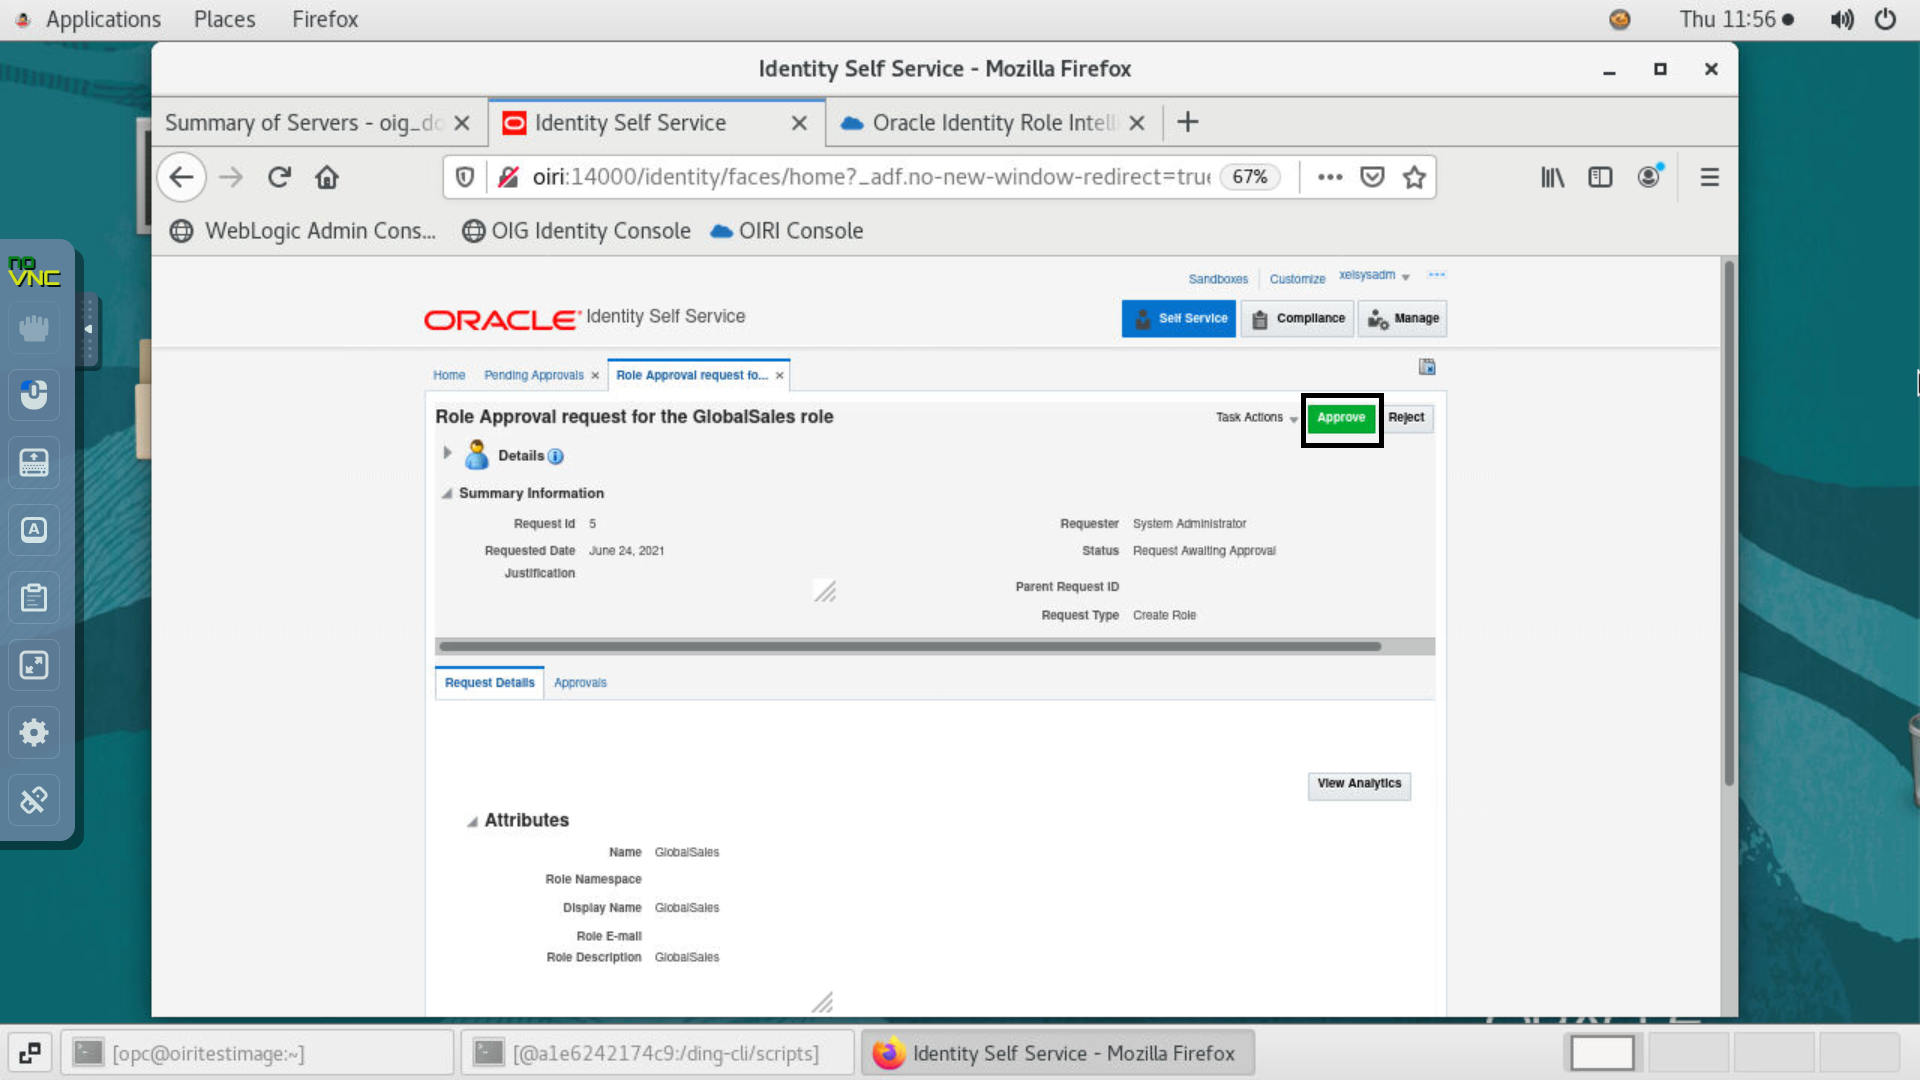 Applications Places Firefox Thu 11:56
Identity Self Service - Mozilla Firefox
Summary of Servers - oig_do Identity Self Service Oracle Identity Role Intelli
oiri:14000/identity/faces/home?_adf.no-new-window-redirect=true 67%
WebLogic Admin Cons... OIG Identity Console OIRI Console
no
VNC
Sandboxes Customize xelsysadm
ORACLE Identity Self Service
Self Service Compliance Manage
Home Pending Approvals Role Approval request fo...
Role Approval request for the GlobalSales role
Task Actions Approve Reject
Details
Summary Information
Request Id 5 Requester System Administrator
Requested Date June 24, 2021 Status Request Awaiting Approval
Justification
Parent Request ID
Request Type Create Role
Request Details Approvals
View Analytics
Attributes
Name GlobalSales
Role Namespace
Display Name GlobalSales
Role E-mail
Role Description GlobalSales
[opc@oiritestimage:~] [@a1e6242174c9:/ding-cli/scripts] Identity Self Service - Mozilla Firefox